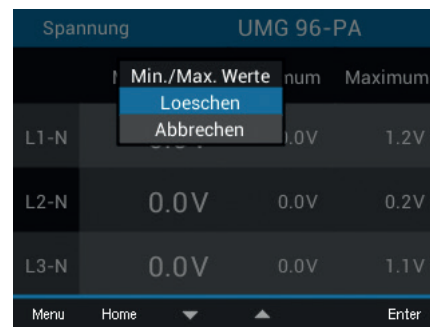 Spannung UMG 96-PA
Min./Max. Werte num Maximum
Loeschen
Abbrechen
L1-N .0V 1.2V
L2-N 0.0V 0.0V 0.2V
L3-N 0.0V 0.0V 1.1V
Menu Home Enter